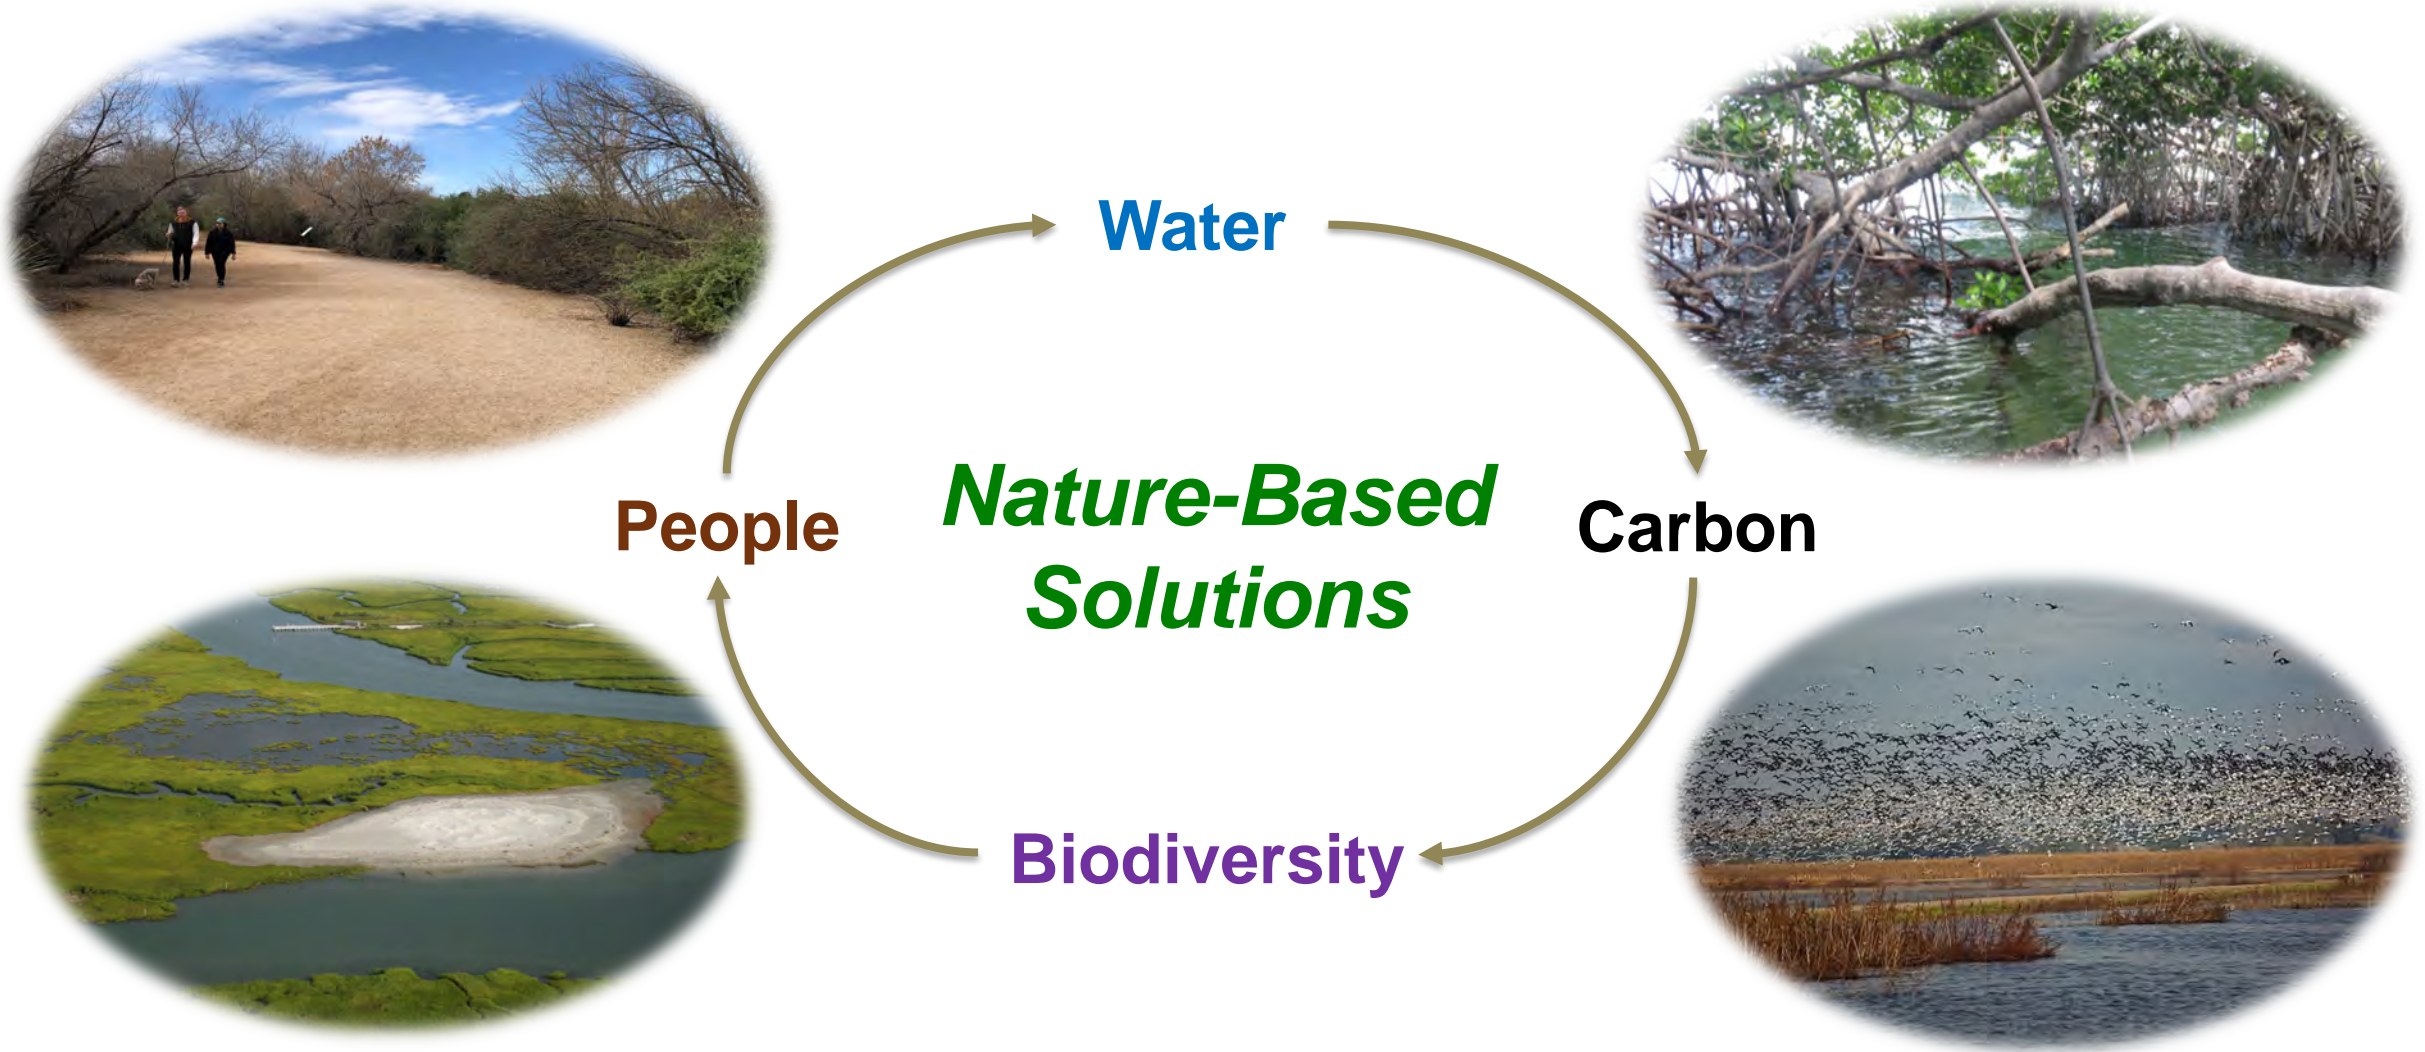 Water
Nature-Based
Solutions
People
Carbon
Biodiversity